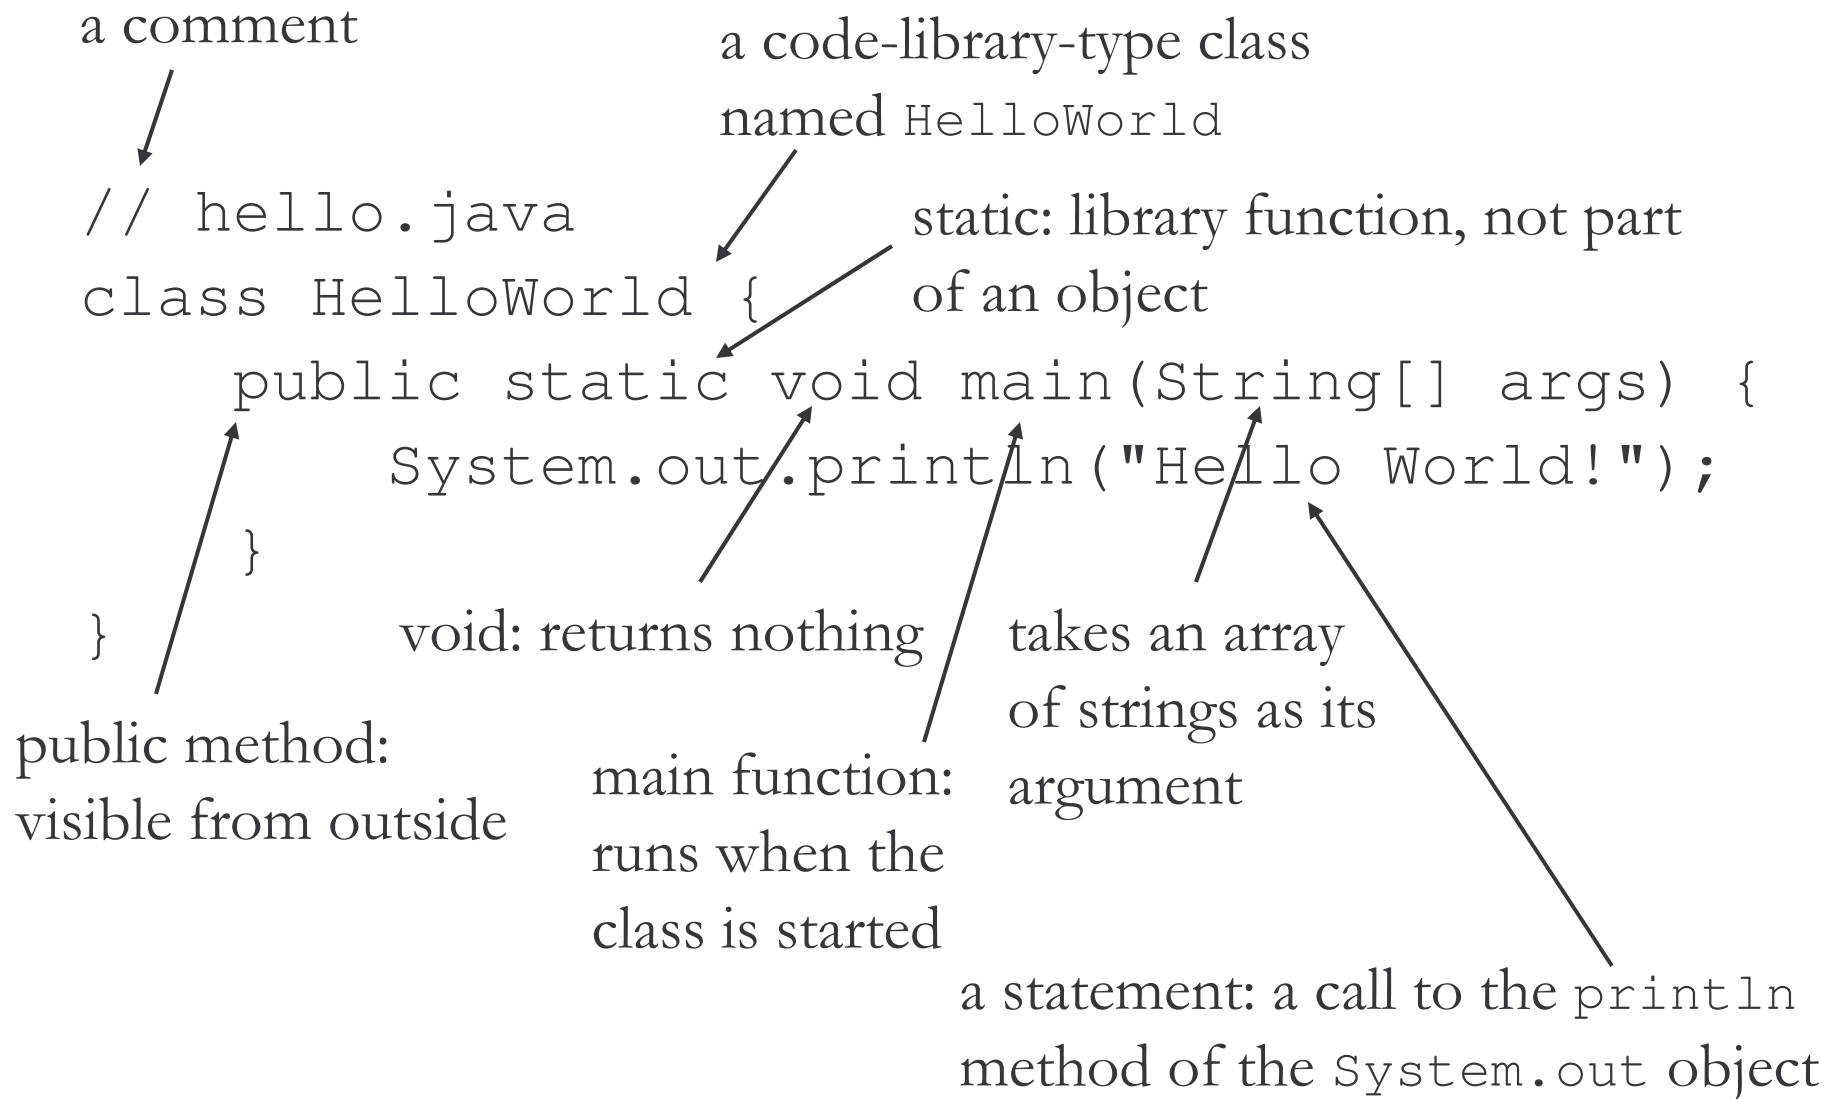 a comment
a code-library-type class
named HelloWorld
// hello.java
static: library function, not part
of an object
class HelloWorld {
public static void main(String[] args) {
System.out.println("Hello World!");
}
}
void: returns nothing
takes an array
of strings as its
argument
public method:
visible from outside
main function:
runs when the
class is started
a statement: a call to the println
method of the System.out object